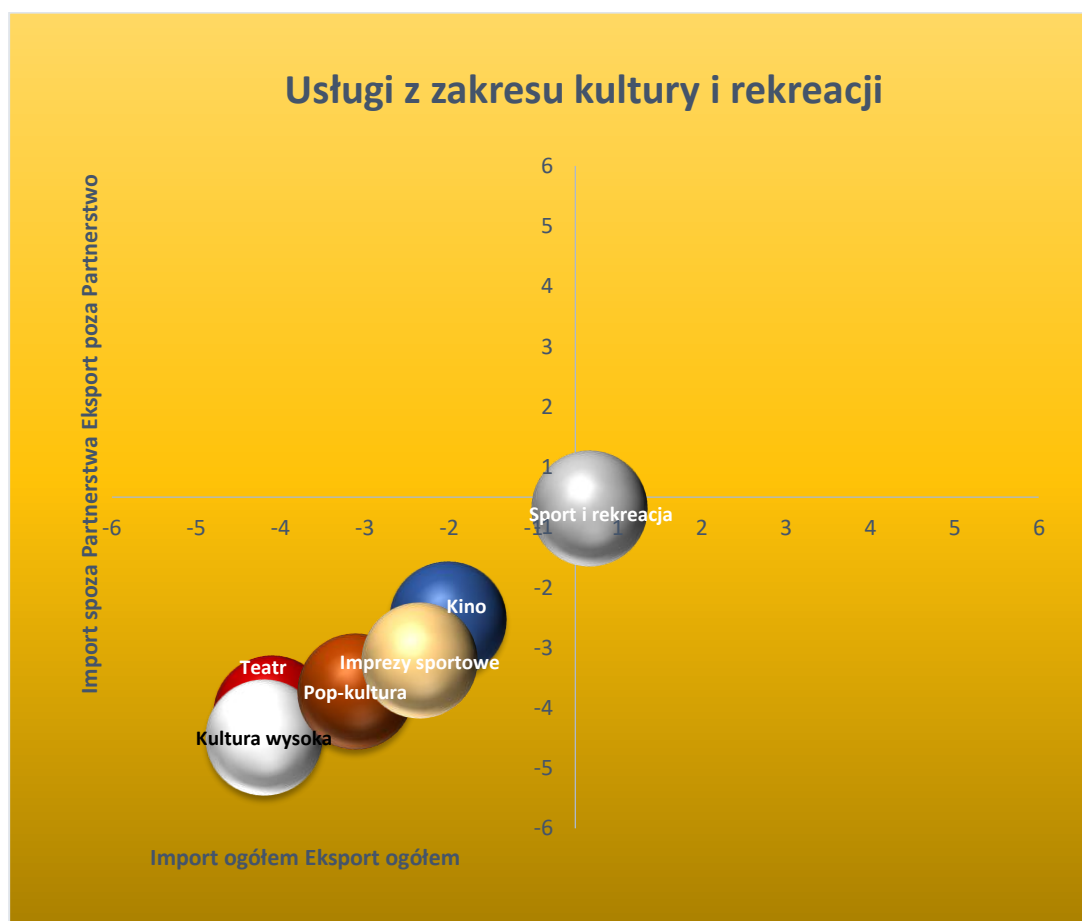 Usługi z zakresu kultury i rekreacji
Import spoza Partnerstwa Eksport poza Partnerstwo
6
5
4
3
2
1
-6 -5 -4 -3 -2 -1 1 2 3 4 5 6
Sport i rekreacja
-1
-2
Kino
-3
Imprezy sportowe
Teatr
Pop-kultura
-4
Kultura wysoka
-5
-6
Import ogółem Eksport ogółem